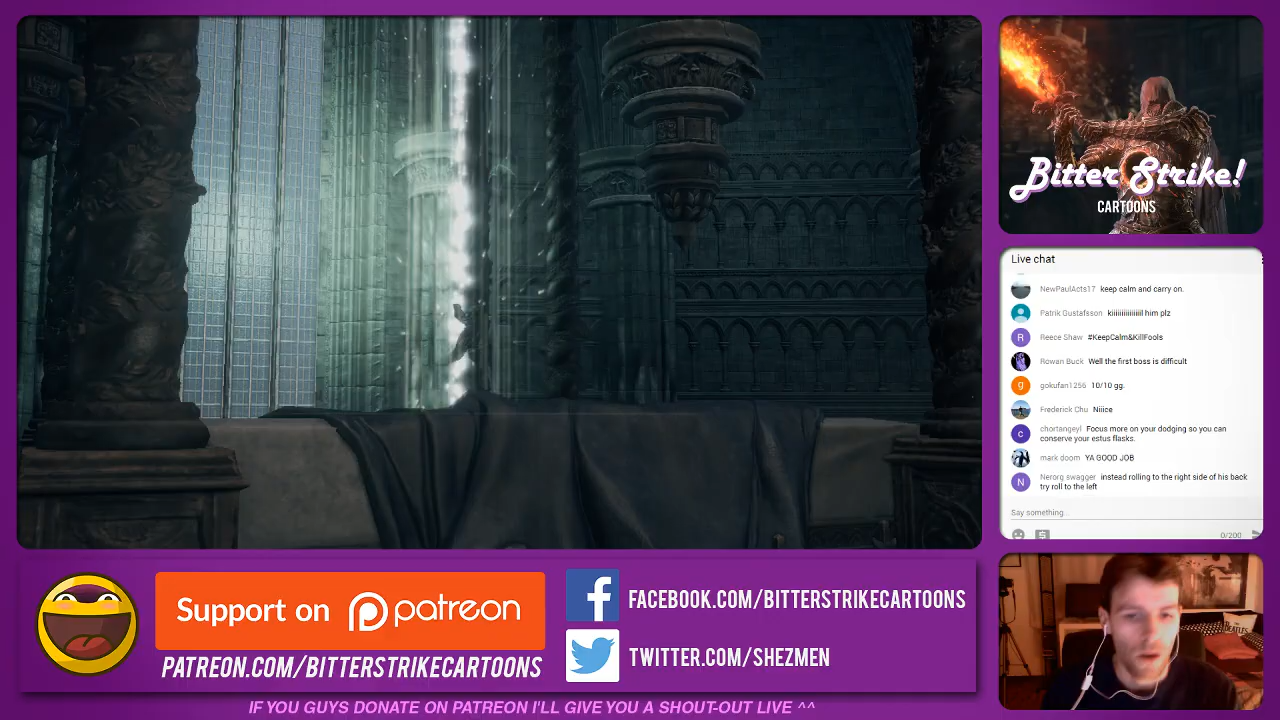 Bitter Strike!
CARTOONS
Live chat
NewPaulActs17 keep calm and carry on.
Patrik Gustafsson kiiiiiiiiiiiiiill him plz
R
Reece Shaw #KeepCalm&KillFools
Rowan Buck Well the first boss is difficult
g
gokufan1256 10/10 gg.
Frederick Chu Niiice
c
chortangeyl Focus more on your dodging so you can
conserve your estus flasks.
mark doom YA GOOD JOB
N
Nerorg swagger instead rolling to the right side of his back
try roll to the left
Say something...
0/200
Support on patreon
PATREON.COM/BITTERSTRIKECARTOONS
FACEBOOK.COM/BITTERSTRIKECARTOONS
TWITTER.COM/SHEZMEN
IF YOU GUYS DONATE ON PATREON I'LL GIVE YOU A SHOUT-OUT LIVE ^^